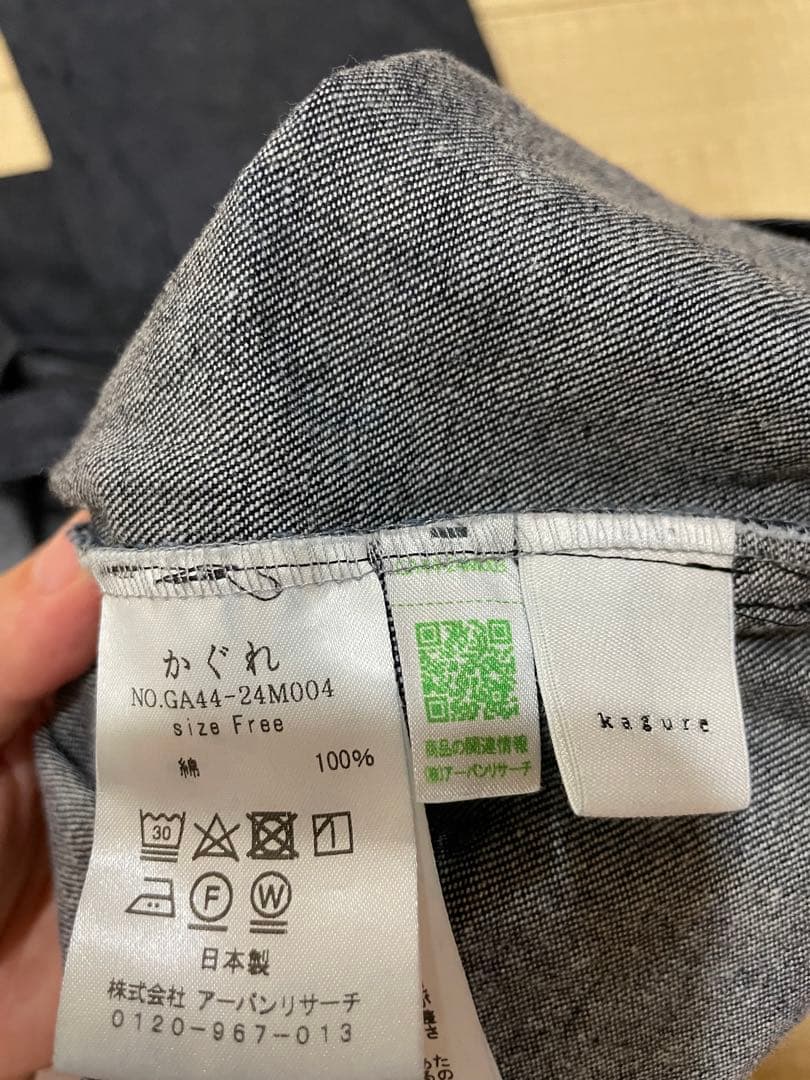 かぐれ
NO.GA44-24M004
size Free
綿 100%
30
F W
日本製
株式会社 アーバンリサーチ
0120-967-013
商品の関連情報
(株)アーバンリサーチ
kagure